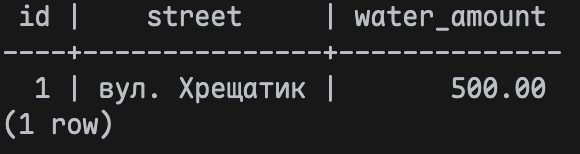 id |    street     | water_amount
----+---------------+--------------
  1 | вул. Хрещатик |       500.00
(1 row)